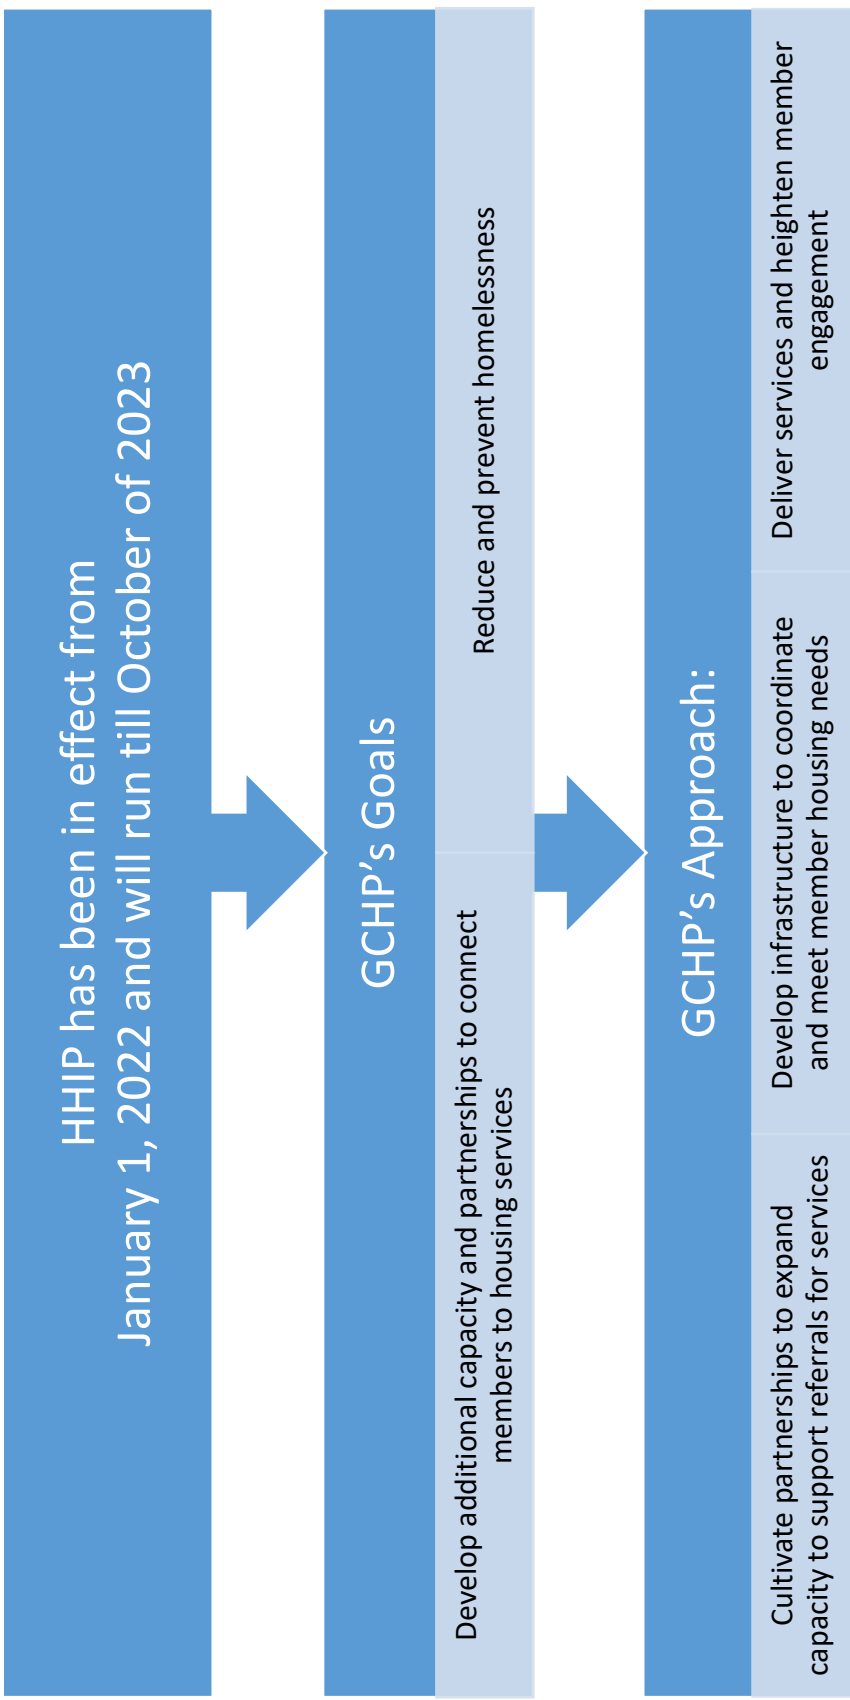 HHIP has been in effect from
January 1, 2022 and will run till October of 2023
GCHP’s Goals
Develop additional capacity and partnerships to connect
members to housing services
Reduce and prevent homelessness
GCHP’s Approach:
Cultivate partnerships to expand
capacity to support referrals for services
Develop infrastructure to coordinate
and meet member housing needs
Deliver services and heighten member
engagement